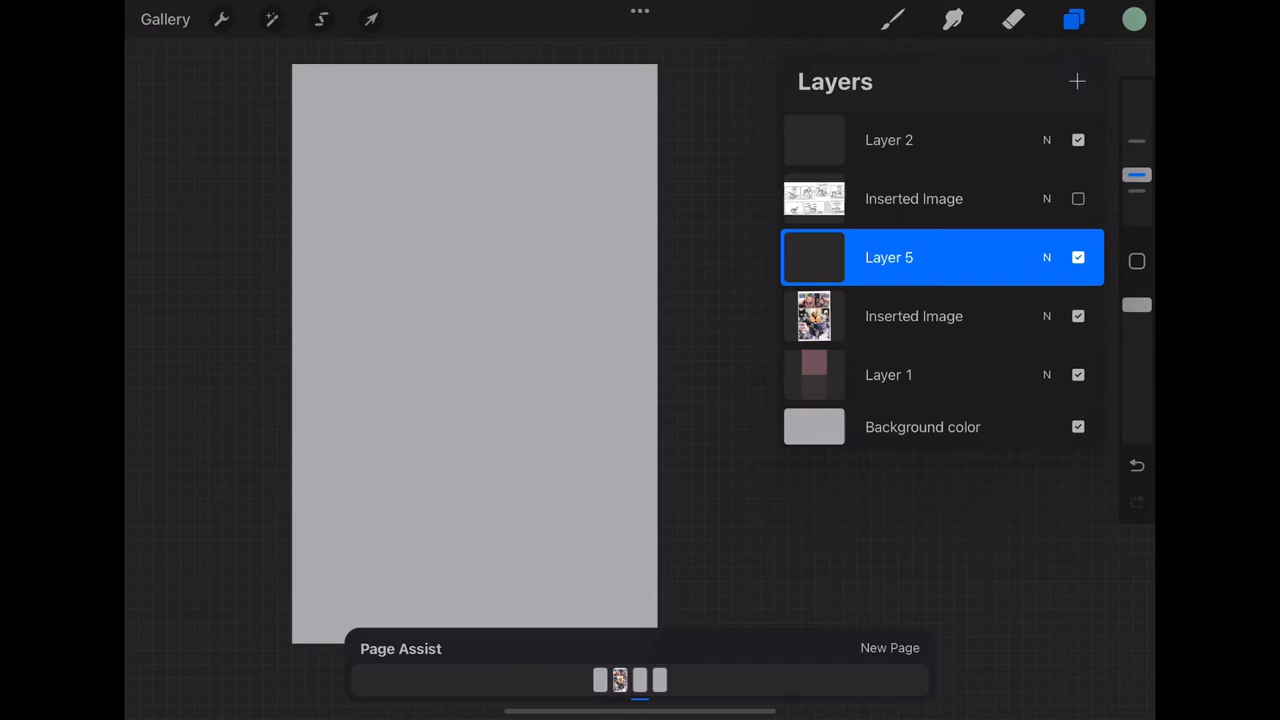 Gallery
Layers
Layer 2 N
Inserted Image N
Layer 5 N
Inserted Image N
Layer 1 N
Background color
Page Assist New Page